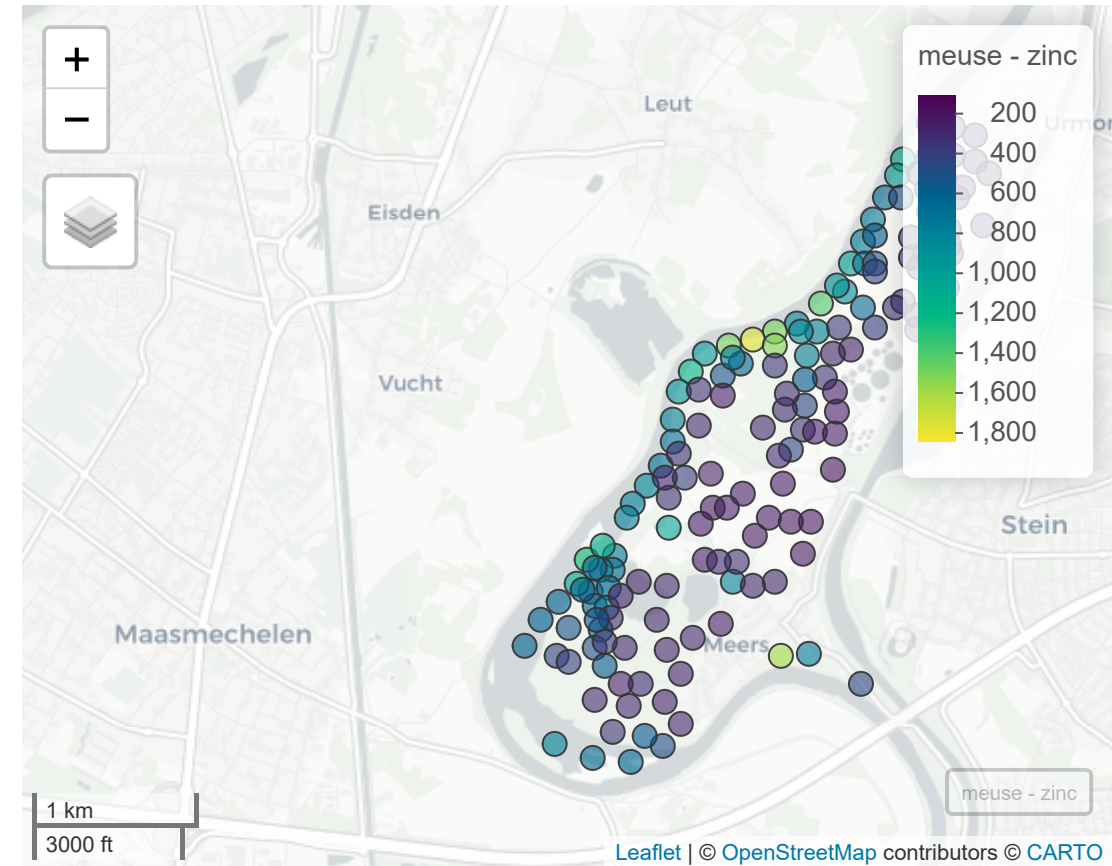 +
−
meuse - zinc
200
400
600
800
1,000
1,200
1,400
1,600
1,800
Leut
Eisden
Vucht
Stein
Maasmechelen
Meers
meuse - zinc
1 km
3000 ft
Leaflet | © OpenStreetMap contributors © CARTO